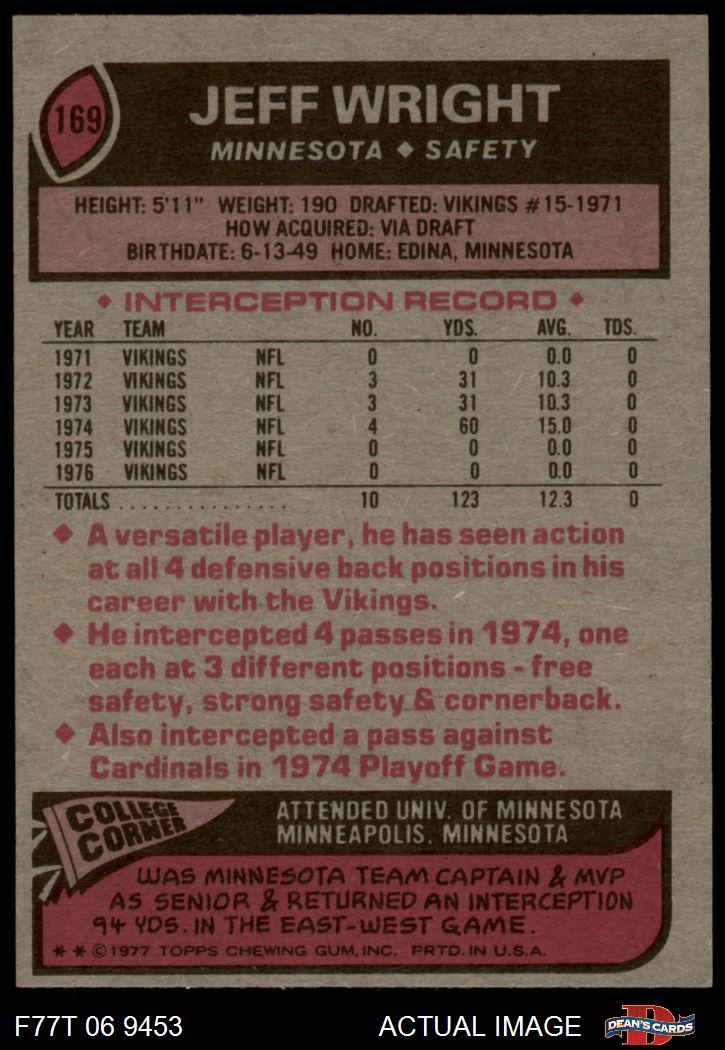 169
JEFF WRIGHT
MINNESOTA ◆ SAFETY
HEIGHT: 5'11" WEIGHT: 190 DRAFTED: VIKINGS #15-1971
HOW ACQUIRED: VIA DRAFT
BIRTHDATE: 6-13-49 HOME: EDINA, MINNESOTA
◆ INTERCEPTION RECORD ◆
YEAR TEAM NO. YDS. AVG. TDS.
1971 VIKINGS NFL 0 0 0.0 0
1972 VIKINGS NFL 3 31 10.3 0
1973 VIKINGS NFL 3 31 10.3 0
1974 VIKINGS NFL 4 60 15.0 0
1975 VIKINGS NFL 0 0 0.0 0
1976 VIKINGS NFL 0 0 0.0 0
TOTALS ................ 10 123 12.3 0
◆ A versatile player, he has seen action
at all 4 defensive back positions in his
career with the Vikings.
◆ He intercepted 4 passes in 1974, one
each at 3 different positions - free
safety, strong safety & cornerback.
◆ Also intercepted a pass against
Cardinals in 1974 Playoff Game.
COLLEGE
CORNER
ATTENDED UNIV. OF MINNESOTA
MINNEAPOLIS, MINNESOTA
WAS MINNESOTA TEAM CAPTAIN & MVP
AS SENIOR & RETURNED AN INTERCEPTION
94 YDS. IN THE EAST-WEST GAME.
* * © 1977 TOPPS CHEWING GUM, INC. PRTD. IN U.S.A.
F77T 06 9453 ACTUAL IMAGE
D
DEAN'S CARDS